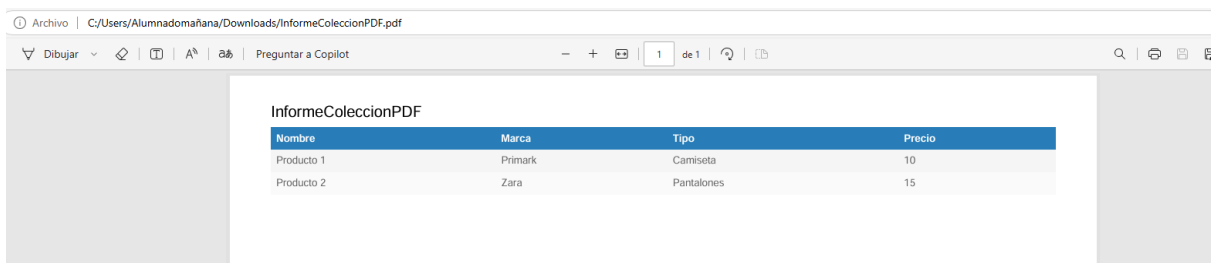 Archivo C:/Users/Alumnadomañana/Downloads/InformeColeccionPDF.pdf
Dibujar Preguntar a Copilot 1 de 1
InformeColeccionPDF
Nombre Marca Tipo Precio
Producto 1 Primark Camiseta 10
Producto 2 Zara Pantalones 15